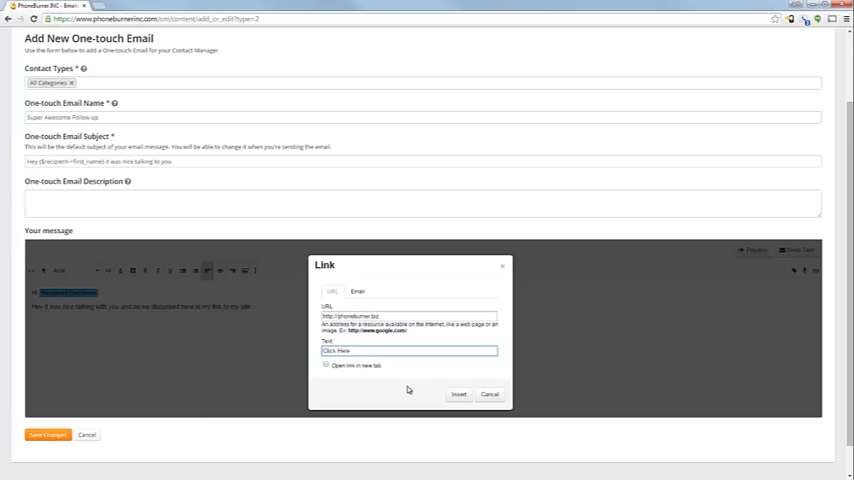 PhoneBurner.INC - Email
https://www.phoneburnerinc.com/cm/content/add_or_edit?type=2
Add New One-touch Email
Use the form below to add a One-touch Email for your Contact Manager
Contact Types *
All Categories x
One-touch Email Name *
Super Awesome Follow up
One-touch Email Subject *
This will be the default subject of your email message. You will be able to change it when you're sending the email.
Hey {$recipient->first_name} it was nice talking to you
One-touch Email Description
Your message
Preview
Arial
Hi
Hey it was nice talking with you and as we discussed here is my link to my site
Link
×
URL Email
URL
http://phoneburner.biz
An address for a resource available on the Internet, like a web page or an
image. Ex: http://www.google.com/
Text
Click Here
Open link in new tab
Insert Cancel
Save Changes Cancel